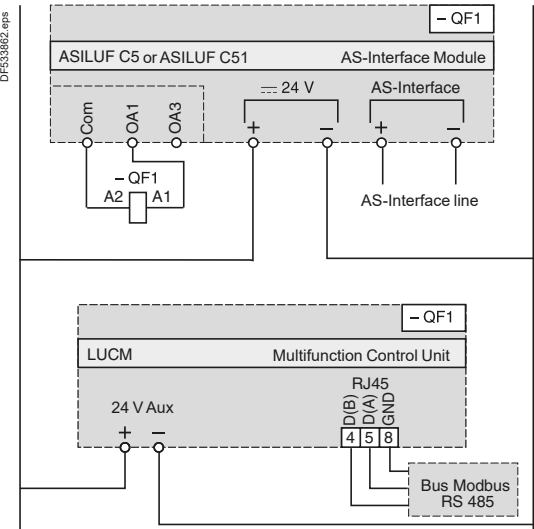 DF533862.eps
– QF1
ASILUF C5 or ASILUF C51 AS-Interface Module
24 V AS-Interface
Com OA1 OA3
+ – + –
– QF1
A2 A1
AS-Interface line
– QF1
LUCM Multifunction Control Unit
RJ45
24 V Aux
D(B) D(A) GND
+ –
4 5 8
Bus Modbus
RS 485